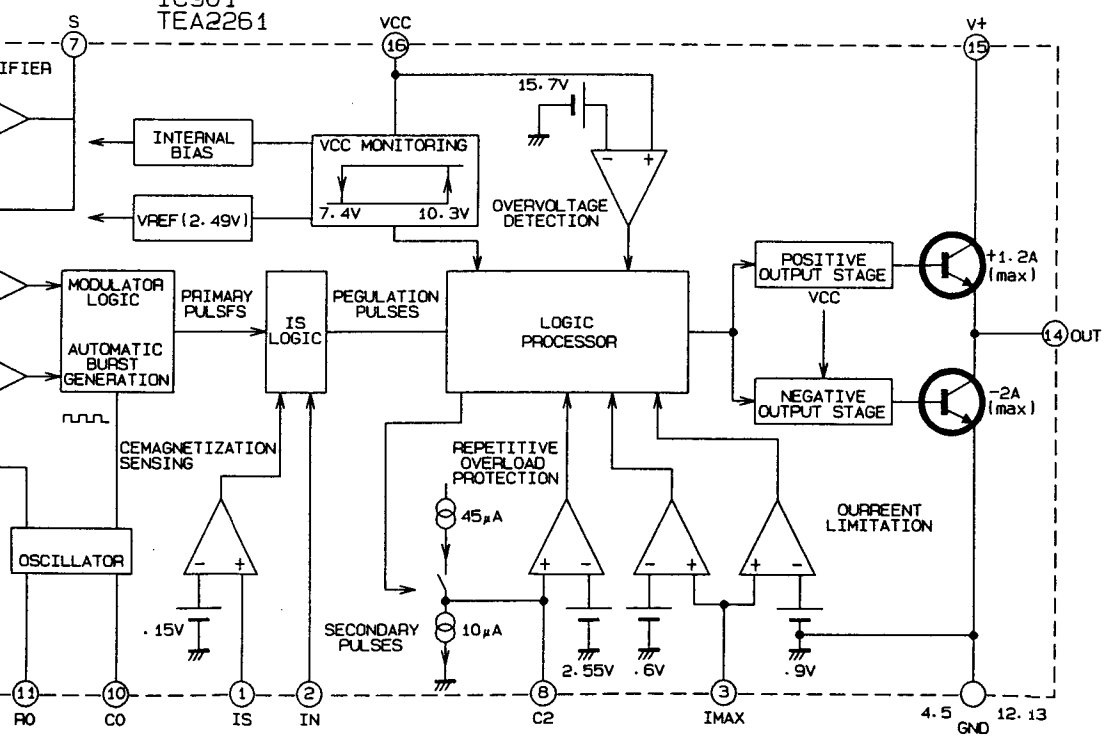 TEA2261
S
7
VCC
16
V+
15
IFIER
15.7V
INTERNAL
BIAS
VCC MONITORING
7.4V
10.3V
VREF(2.49V)
- +
OVERVOLTAGE
DETECTION
POSITIVE
OUTPUT STAGE
+1.2A
(max)
VCC
MODULATOR
LOGIC
AUTOMATIC
BURST
GENERATION
PRIMARY
PULSFS
IS
LOGIC
PEGULATION
PULSES
LOGIC
PROCESSOR
14 OUT
NEGATIVE
OUTPUT STAGE
-2A
(max)
CEMAGNETIZATION
SENSING
REPETITIVE
OVERLOAD
PROTECTION
45µA
OURREENT
LIMITATION
OSCILLATOR
- +
+ -
- +
+ -
.15V
SECONDARY
PULSES
10µA
2.55V
.6V
.9V
11
10
1
2
8
3
RO
CO
IS
IN
C2
IMAX
4.5
12.13
GND